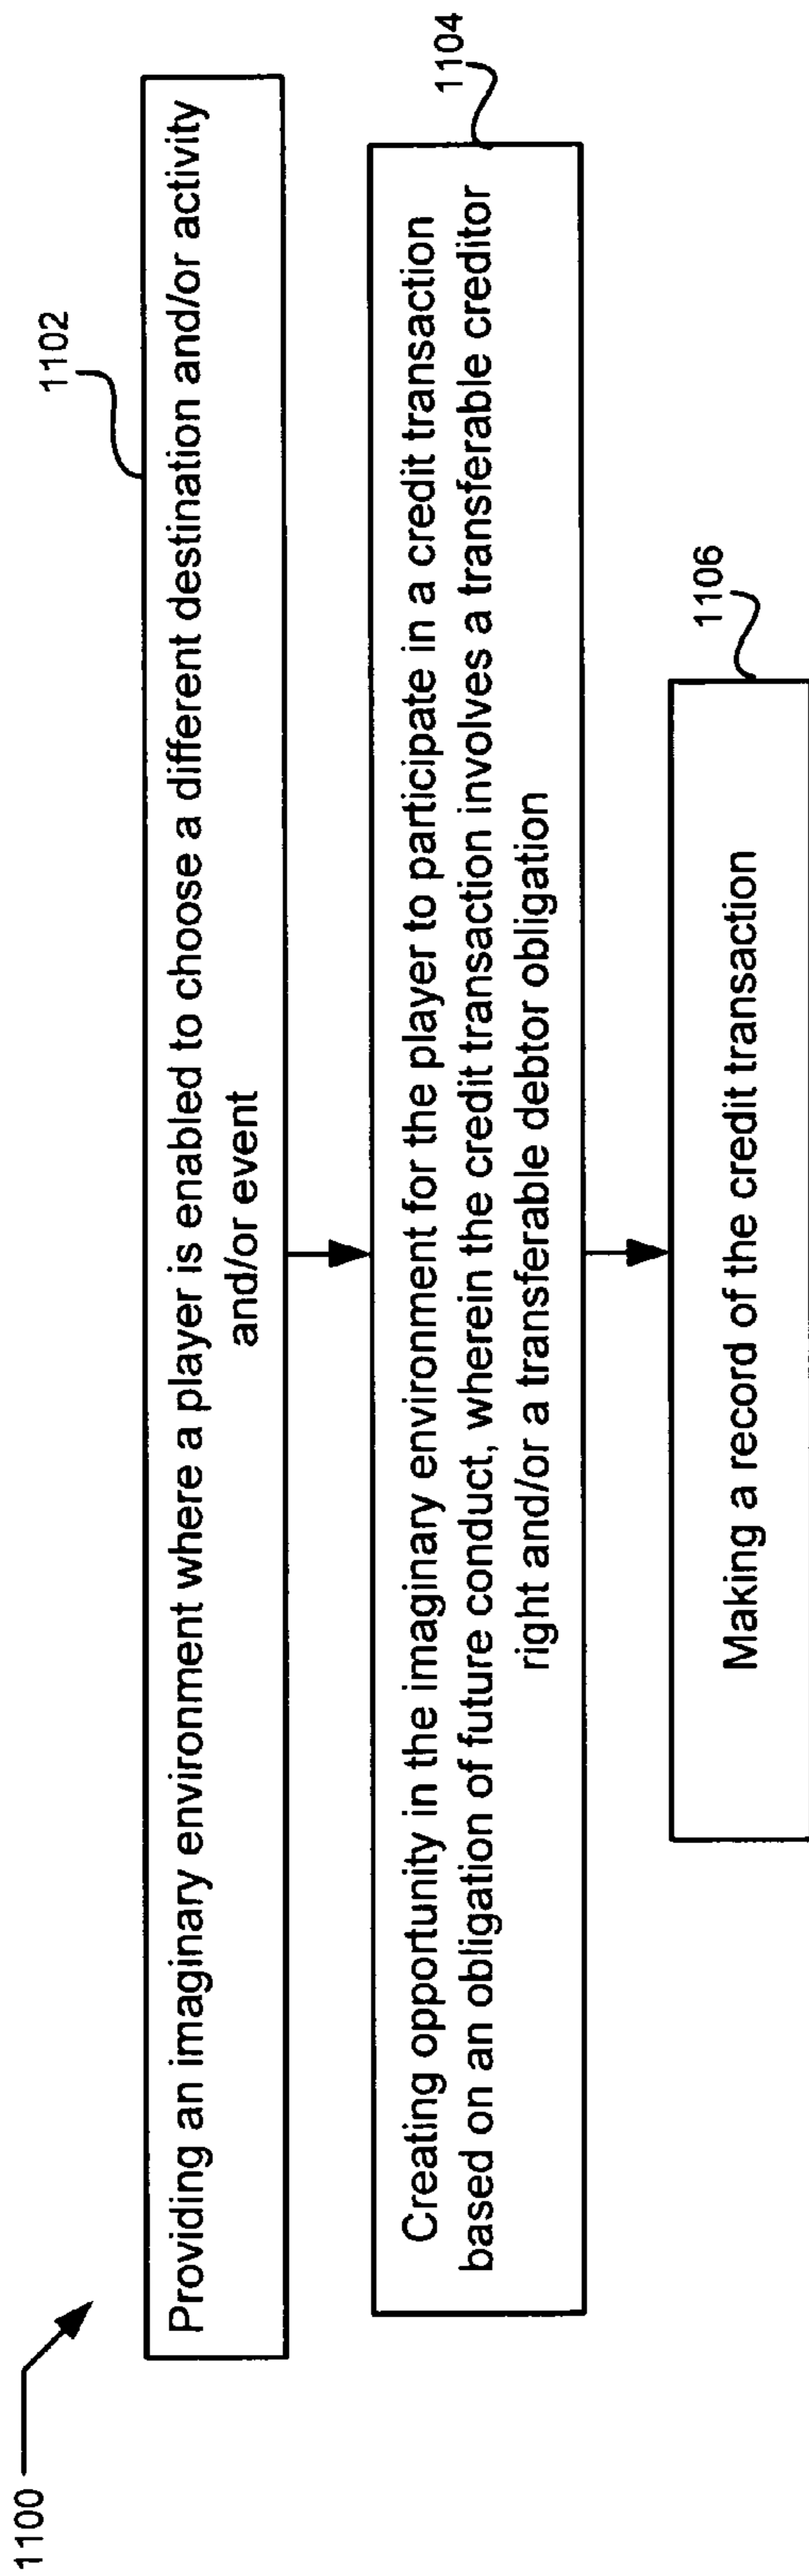 1100
1102
Providing an imaginary environment where a player is enabled to choose a different destination and/or activity
and/or event
1104
Creating opportunity in the imaginary environment for the player to participate in a credit transaction
based on an obligation of future conduct, wherein the credit transaction involves a transferable creditor
right and/or a transferable debtor obligation
1106
Making a record of the credit transaction